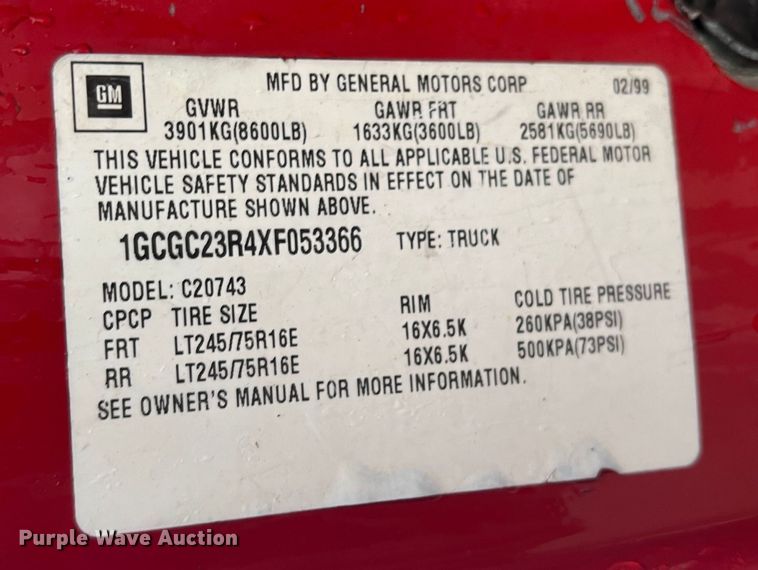 GM
MFD BY GENERAL MOTORS CORP 02/99
GVWR GAWR FRT GAWR RR
3901KG(8600LB) 1633KG(3600LB) 2581KG(5690LB)
THIS VEHICLE CONFORMS TO ALL APPLICABLE U.S. FEDERAL MOTOR
VEHICLE SAFETY STANDARDS IN EFFECT ON THE DATE OF
MANUFACTURE SHOWN ABOVE.
1GCGC23R4XF053366 TYPE: TRUCK
MODEL: C20743
CPCP TIRE SIZE RIM COLD TIRE PRESSURE
FRT LT245/75R16E 16X6.5K 260KPA(38PSI)
RR LT245/75R16E 16X6.5K 500KPA(73PSI)
SEE OWNER'S MANUAL FOR MORE INFORMATION.
Purple Wave Auction